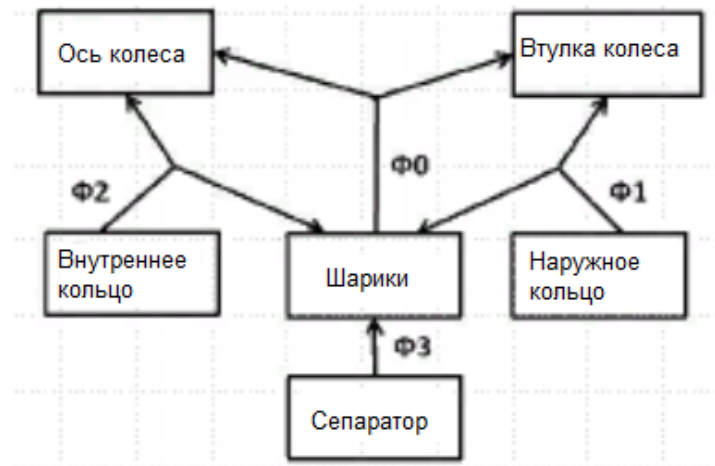 Ось колеса
Втулка колеса
Ф0
Ф2
Ф1
Внутреннее
кольцо
Шарики
Наружное
кольцо
Ф3
Сепаратор